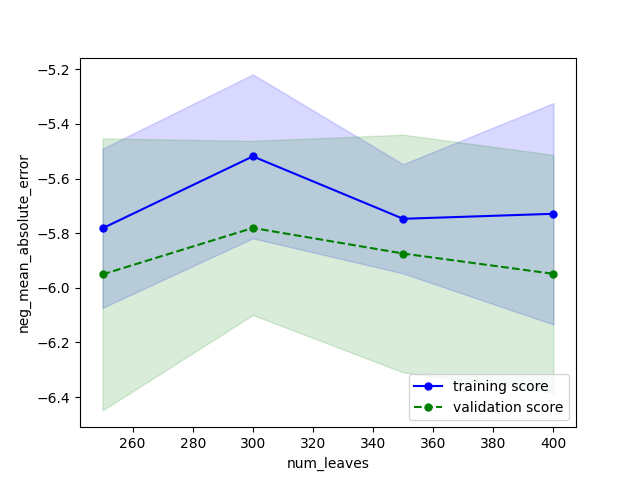 −5.2
−5.4
−5.6
−5.8
−6.0
−6.2
−6.4
neg_mean_absolute_error
260 280 300 320 340 360 380 400
num_leaves
training score
validation score